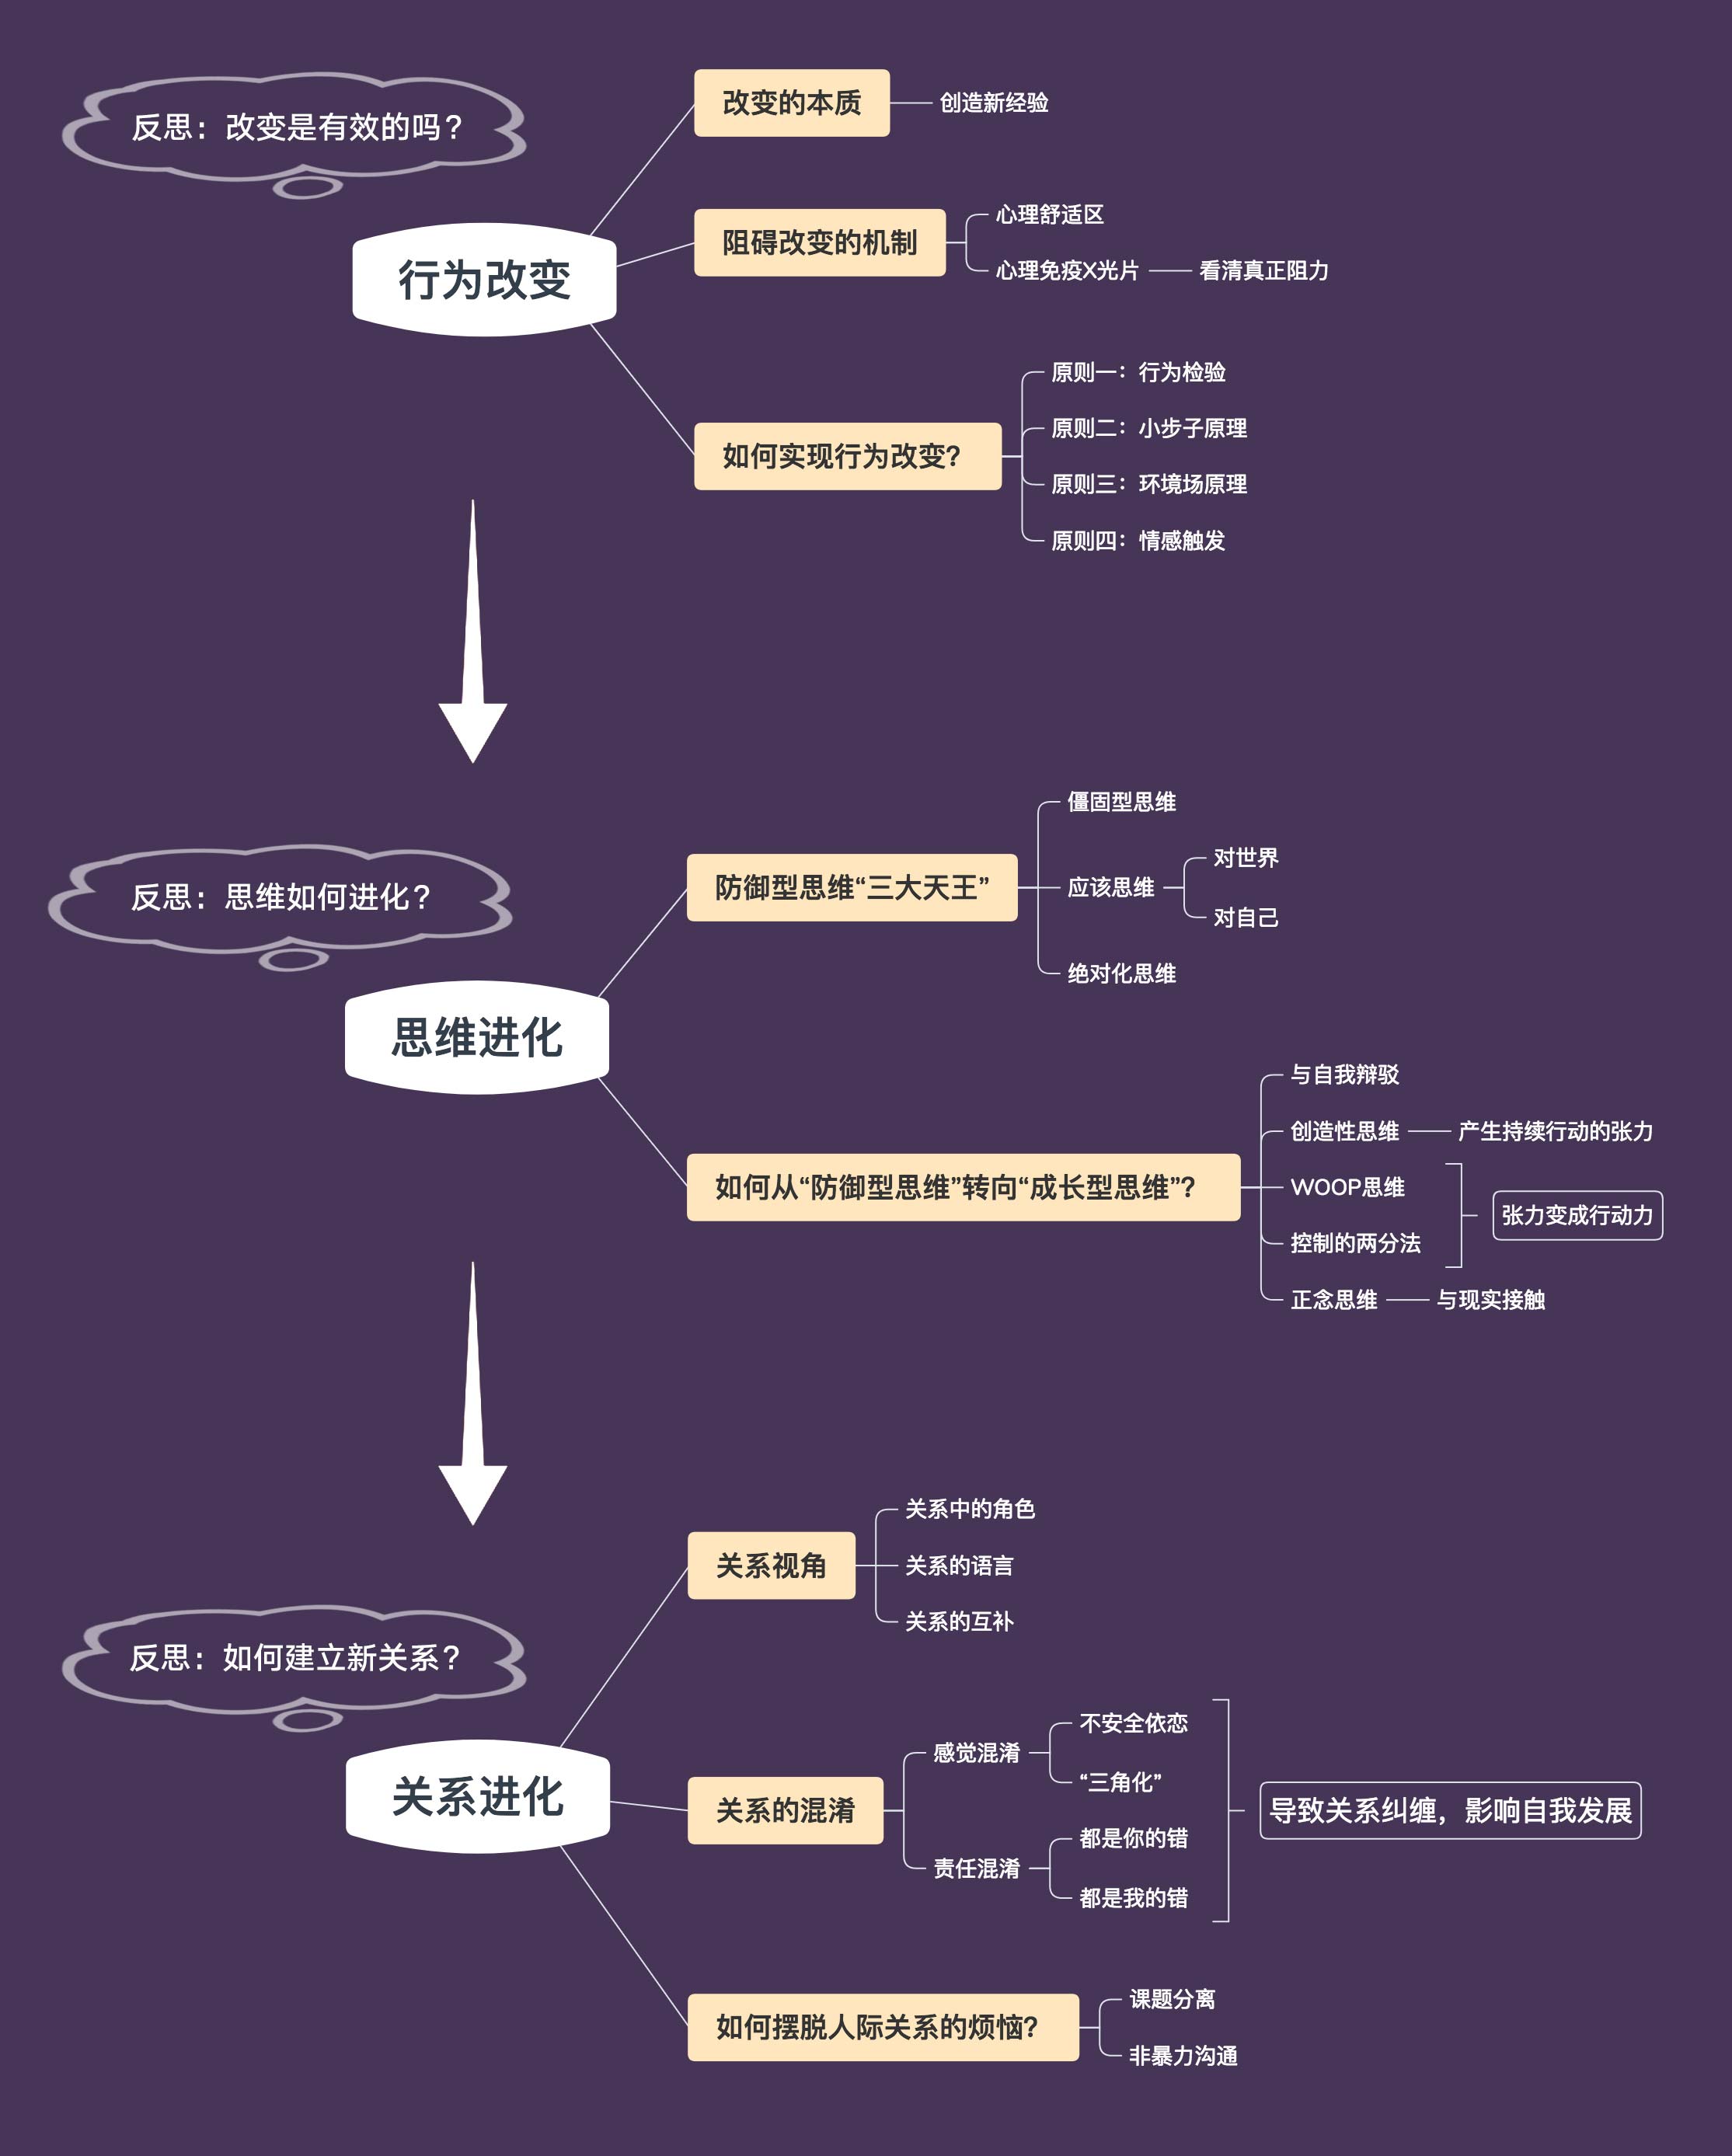 反思：改变是有效的吗？
行为改变
改变的本质
创造新经验
阻碍改变的机制
心理舒适区
心理免疫X光片
看清真正阻力
如何实现行为改变?
原则一：行为检验
原则二：小步子原理
原则三：环境场原理
原则四：情感触发
反思：思维如何进化？
思维进化
防御型思维“三大天王”
僵固型思维
应该思维
对世界
对自己
绝对化思维
如何从“防御型思维”转向“成长型思维”?
与自我辩驳
创造性思维
产生持续行动的张力
WOOP思维
控制的两分法
张力变成行动力
正念思维
与现实接触
反思：如何建立新关系？
关系进化
关系视角
关系中的角色
关系的语言
关系的互补
关系的混淆
感觉混淆
不安全依恋
“三角化”
责任混淆
都是你的错
都是我的错
导致关系纠缠，影响自我发展
如何摆脱人际关系的烦恼?
课题分离
非暴力沟通